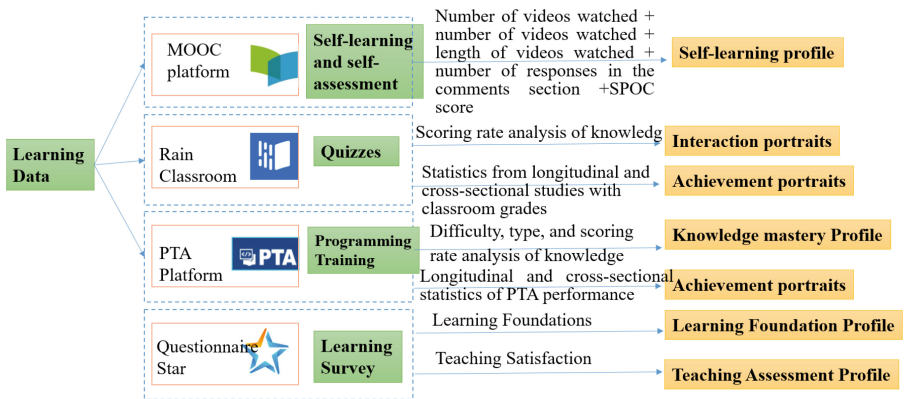 Learning
Data
MOOC
platform
Self-learning
and self-
assessment
Number of videos watched +
number of videos watched +
length of videos watched +
number of responses in the
comments section +SPOC
score
Self-learning profile
Rain
Classroom
Quizzes
Scoring rate analysis of knowledg
Interaction portraits
Statistics from longitudinal and
cross-sectional studies with
classroom grades
Achievement portraits
PTA
Platform
PTA
Programming
Training
Difficulty, type, and scoring
rate analysis of knowledge
Knowledge mastery Profile
Longitudinal and cross-sectional
statistics of PTA performance
Achievement portraits
Questionnaire
Star
Learning
Survey
Learning Foundations
Learning Foundation Profile
Teaching Satisfaction
Teaching Assessment Profile